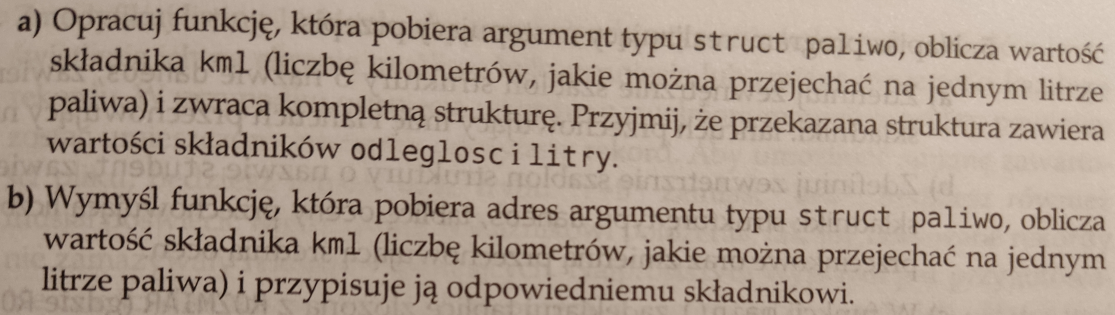 a) Opracuj funkcję, która pobiera argument typu struct paliwo, oblicza wartość
składnika kml (liczbę kilometrów, jakie można przejechać na jednym litrze
paliwa) i zwraca kompletną strukturę. Przyjmij, że przekazana struktura zawiera
wartości składników odleglosc i litry.
b) Wymyśl funkcję, która pobiera adres argumentu typu struct paliwo, oblicza
wartość składnika kml (liczbę kilometrów, jakie można przejechać na jednym
litrze paliwa) i przypisuje ją odpowiedniemu składnikowi.